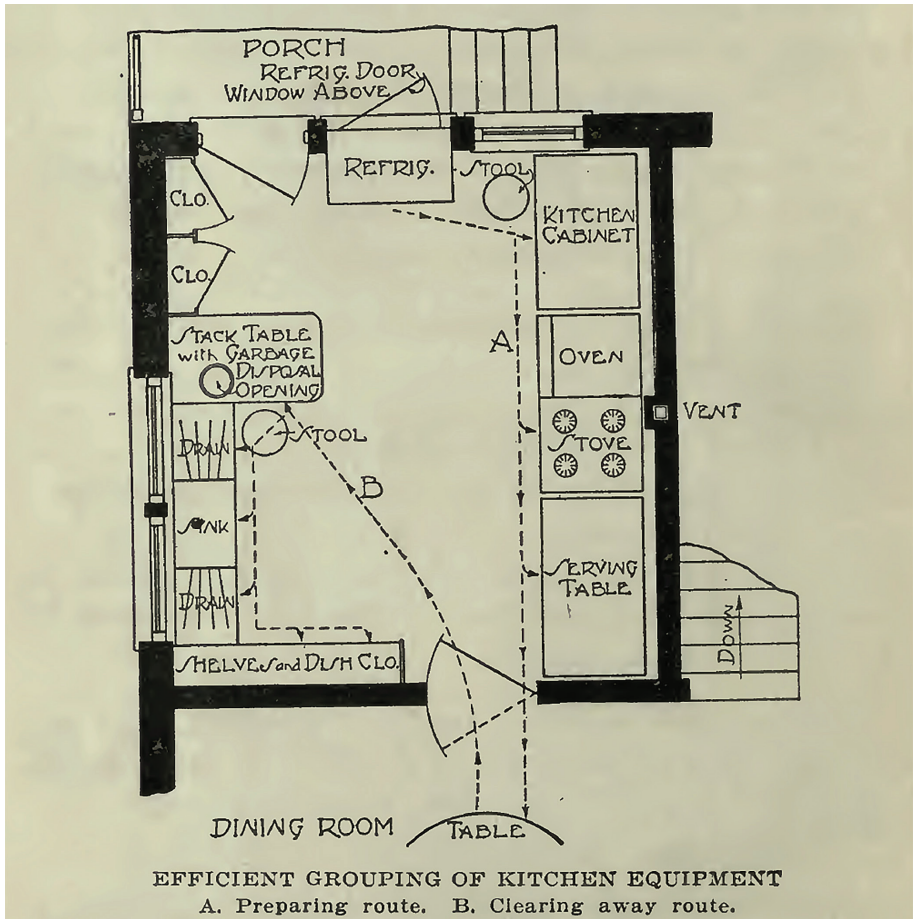 PORCH
REFRIG. DOOR
WINDOW ABOVE
REFRIG.
STOOL
CLO.
KITCHEN
CABINET
CLO.
STACK TABLE
with GARBAGE
DISPOSAL
OPENING
A
OVEN
VENT
STOVE
DRAIN
STOOL
B
SINK
SERVING
TABLE
DRAIN
DOWN
SHELVES and DISH CLO.
DINING ROOM
TABLE
EFFICIENT GROUPING OF KITCHEN EQUIPMENT
A. Preparing route. B. Clearing away route.